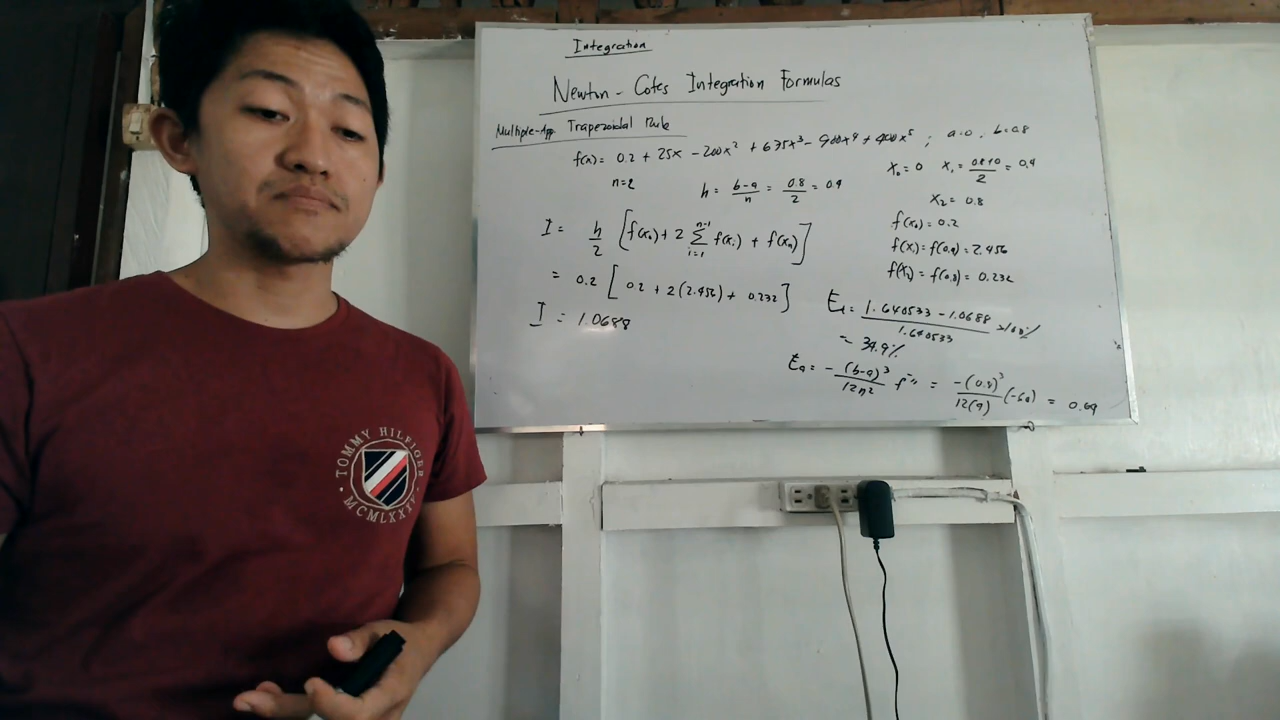 Integration
Newton-Cotes Integration Formulas
Multiple-App Trapezoidal Rule
f(x) = 0.2 + 25x - 200x² + 675x³ - 900x⁴ + 400x⁵ ; a=0, b=0.8
n=2
h = (b-a)/n = 0.8/2 = 0.4
x₀ = 0 x₁ = (0.8+0)/2 = 0.4
x₂ = 0.8
I = h/2 [f(x₀) + 2 Σ_{i=1}^{n-1} f(xᵢ) + f(xₙ)]
= 0.2 [0.2 + 2(2.456) + 0.232]
I = 1.0688
f(x₀) = 0.2
f(x₁) = f(0.4) = 2.456
f(x₂) = f(0.8) = 0.232
Eₜ = (1.640533 - 1.0688)/1.640533 x100%
= 34.9%
Eₐ = - (b-a)³/12n² f̄" = -(0.8)³/12(4) (-60) = 0.64
TOMMY HILFIGER
MCMLXXXV